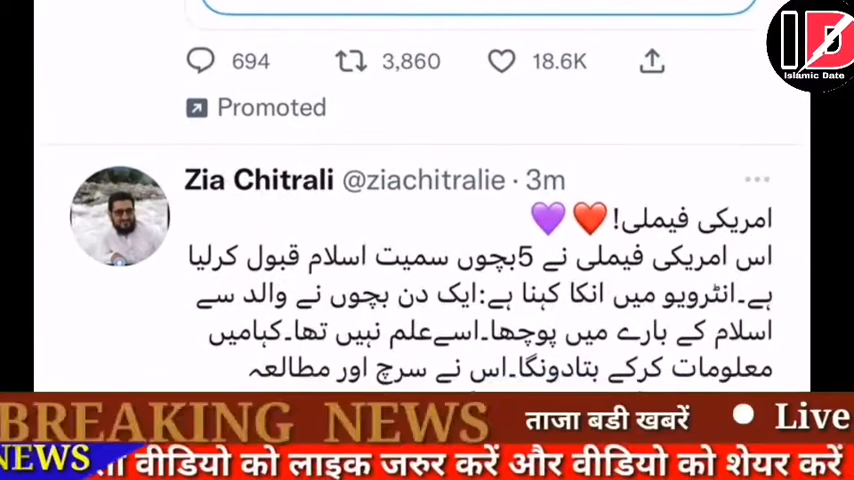 ID
Islamic Date
694 3,860 18.6K
Promoted
Zia Chitrali @ziachitralie · 3m
امریکی فیملی!❤️💜
اس امریکی فیملی نے 5بچوں سمیت اسلام قبول کرلیا
ہے۔انٹرویو میں انکا کہنا ہے:ایک دن بچوں نے والد سے
اسلام کے بارے میں پوچھا۔اسےعلم نہیں تھا۔کہامیں
معلومات کرکے بتادونگا۔اس نے سرچ اور مطالعہ
BREAKING NEWS ताजा बडी खबरें Live
NEWS वीडियो को लाइक जरुर करें और वीडियो को शेयर करें